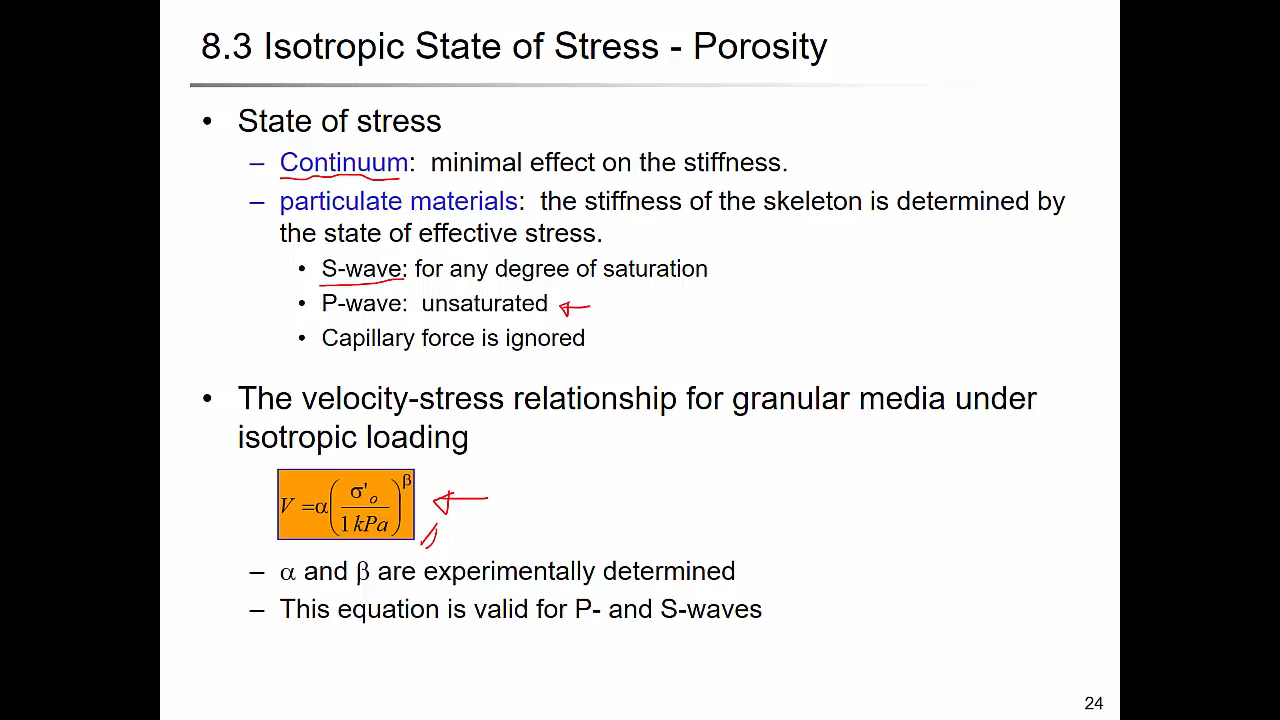 8.3 Isotropic State of Stress - Porosity
• State of stress
– Continuum: minimal effect on the stiffness.
– particulate materials: the stiffness of the skeleton is determined by
the state of effective stress.
• S-wave: for any degree of saturation
• P-wave: unsaturated
• Capillary force is ignored
• The velocity-stress relationship for granular media under
isotropic loading
V = α(σ'o / 1 kPa)^β
– α and β are experimentally determined
– This equation is valid for P- and S-waves
24